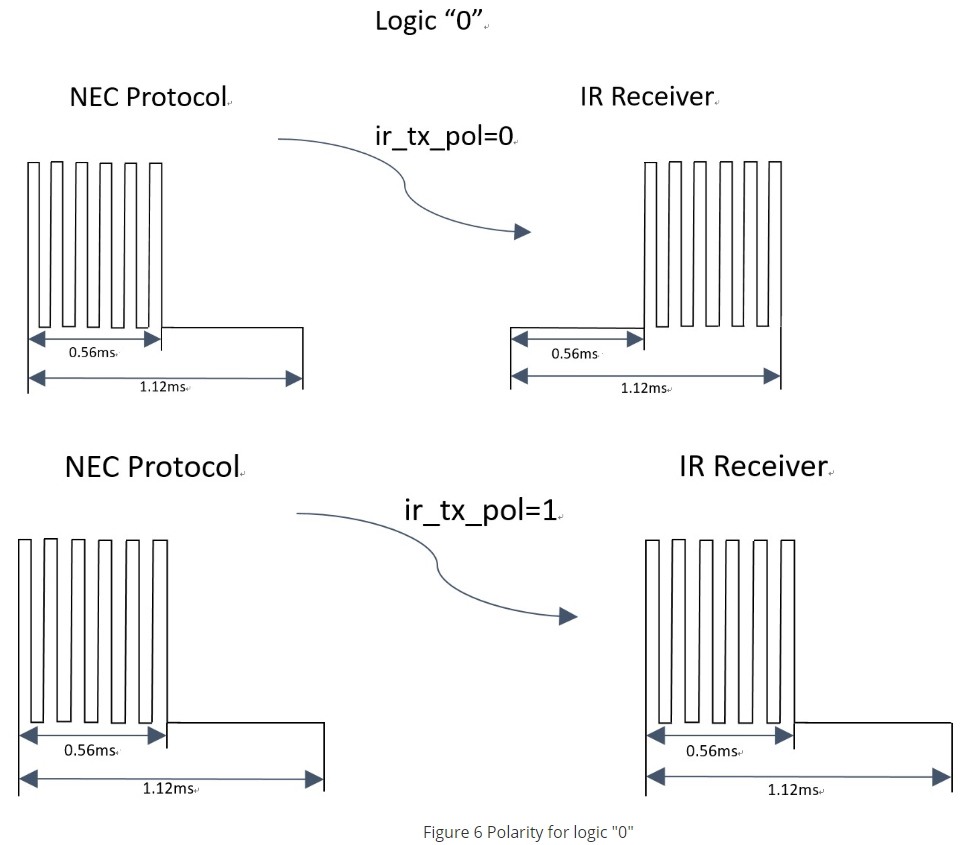 Logic “0”
NEC Protocol
IR Receiver
ir_tx_pol=0
0.56ms
1.12ms
0.56ms
1.12ms
NEC Protocol
IR Receiver
ir_tx_pol=1
0.56ms
1.12ms
0.56ms
1.12ms
Figure 6 Polarity for logic "0"